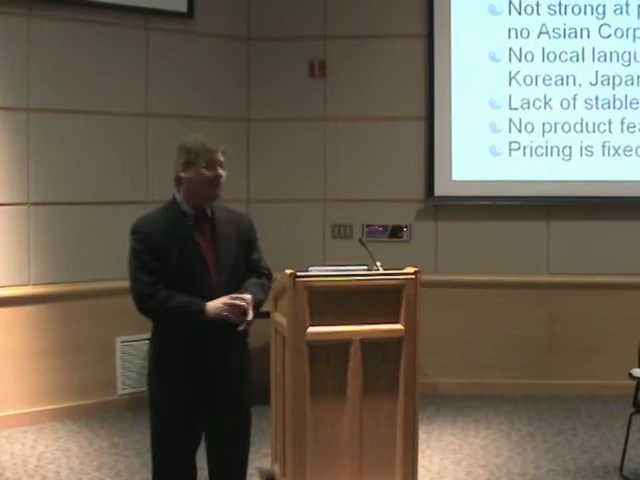 Not strong at p
no Asian Corp
No local langu
Korean, Japa
Lack of stable
No product fea
Pricing is fixed